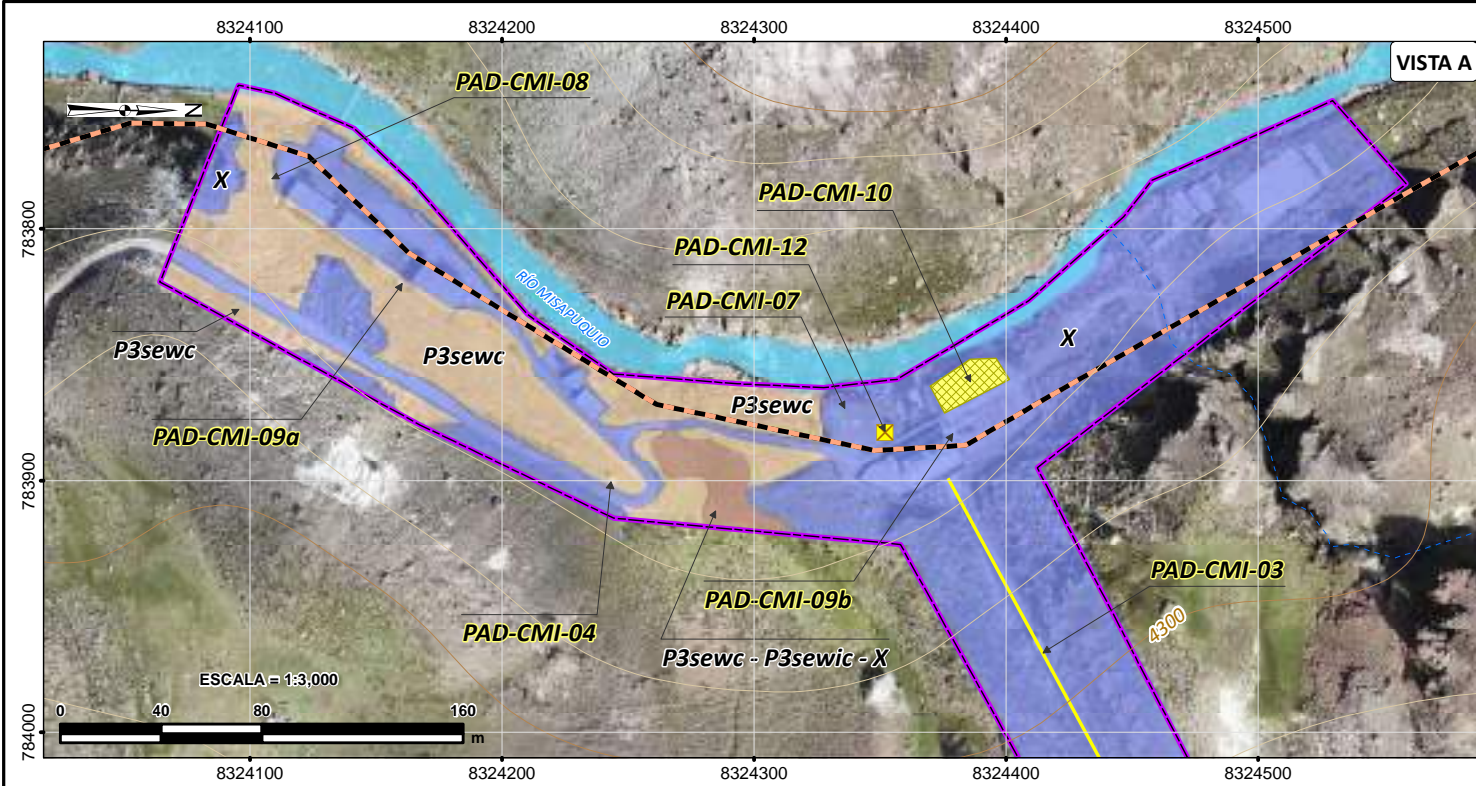 8324100 8324200 8324300 8324400 8324500
VISTA A
PAD-CMI-08
N
X
PAD-CMI-10
783800
PAD-CMI-12
RÍO MISAPUQUIO
PAD-CMI-07
X
P3sewc
P3sewc
P3sewc
PAD-CMI-09a
783900
PAD-CMI-03
PAD-CMI-09b
PAD-CMI-04
4300
P3sewc - P3sewic - X
ESCALA = 1:3,000
0 40 80 160
m
784000
8324100 8324200 8324300 8324400 8324500